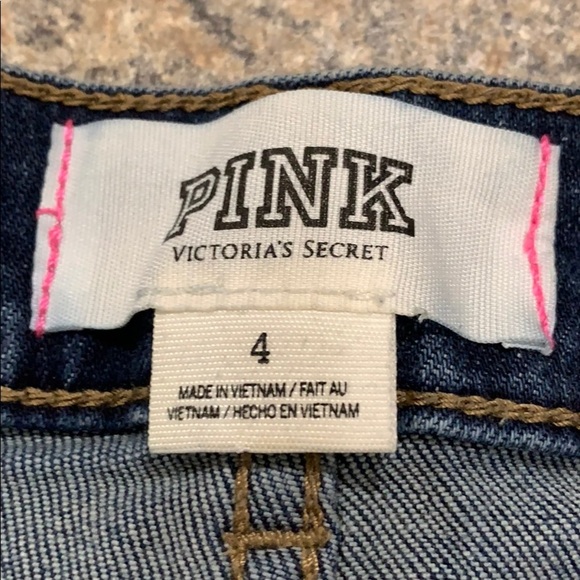 PINK
VICTORIA'S SECRET
4
MADE IN VIETNAM / FAIT AU
VIETNAM / HECHO EN VIETNAM